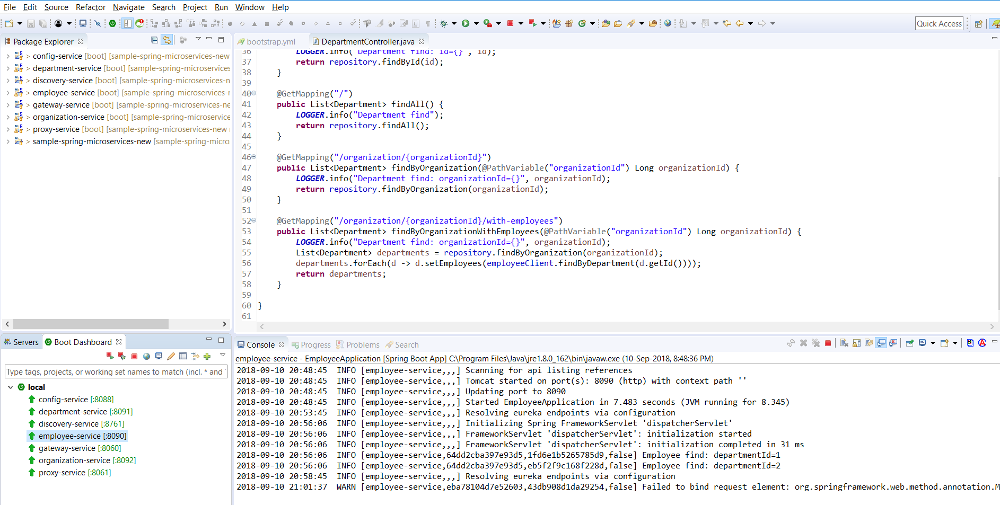 File Edit Source Refactor Navigate Search Project Run Window Help
Quick Access
Package Explorer
config-service [boot] [sample-spring-microservices-new
department-service [boot] [sample-spring-microservices
discovery-service [boot] [sample-spring-microservices-n
employee-service [boot] [sample-spring-microservices-r
gateway-service [boot] [sample-spring-microservices-ne
organization-service [boot] [sample-spring-microservice
proxy-service [boot] [sample-spring-microservices-new
sample-spring-microservices-new [sample-spring-micro
bootstrap.yml DepartmentController.java
36 LOGGER.info("Department find: id={}", id);
37 return repository.findById(id);
38 }
39
40 @GetMapping("/")
41 public List<Department> findAll() {
42 LOGGER.info("Department find");
43 return repository.findAll();
44 }
45
46 @GetMapping("/organization/{organizationId}")
47 public List<Department> findByOrganization(@PathVariable("organizationId") Long organizationId) {
48 LOGGER.info("Department find: organizationId={}", organizationId);
49 return repository.findByOrganization(organizationId);
50 }
51
52 @GetMapping("/organization/{organizationId}/with-employees")
53 public List<Department> findByOrganizationWithEmployees(@PathVariable("organizationId") Long organizationId) {
54 LOGGER.info("Department find: organizationId={}", organizationId);
55 List<Department> departments = repository.findByOrganization(organizationId);
56 departments.forEach(d -> d.setEmployees(employeeClient.findByDepartment(d.getId())));
57 return departments;
58 }
59
60 }
61
Servers Boot Dashboard
Type tags, projects, or working set names to match (incl. * and
local
config-service [:8088]
department-service [:8091]
discovery-service [:8761]
employee-service [:8090]
gateway-service [:8060]
organization-service [:8092]
proxy-service [:8061]
Console Progress Problems Search
employee-service - EmployeeApplication [Spring Boot App] C:\Program Files\Java\jre1.8.0_162\bin\javaw.exe (10-Sep-2018, 8:48:36 PM)
2018-09-10 20:48:45 INFO [employee-service,,,] Scanning for api listing references
2018-09-10 20:48:45 INFO [employee-service,,,] Tomcat started on port(s): 8090 (http) with context path ''
2018-09-10 20:48:45 INFO [employee-service,,,] Updating port to 8090
2018-09-10 20:48:45 INFO [employee-service,,,] Started EmployeeApplication in 7.483 seconds (JVM running for 8.345)
2018-09-10 20:53:45 INFO [employee-service,,,] Resolving eureka endpoints via configuration
2018-09-10 20:56:06 INFO [employee-service,,,] Initializing Spring FrameworkServlet 'dispatcherServlet'
2018-09-10 20:56:06 INFO [employee-service,,,] FrameworkServlet 'dispatcherServlet': initialization started
2018-09-10 20:56:06 INFO [employee-service,,,] FrameworkServlet 'dispatcherServlet': initialization completed in 31 ms
2018-09-10 20:56:06 INFO [employee-service,64dd2cba397e93d5,1fd6e1b5265785d9,false] Employee find: departmentId=1
2018-09-10 20:56:06 INFO [employee-service,64dd2cba397e93d5,eb5f2f9c168f228d,false] Employee find: departmentId=2
2018-09-10 20:58:45 INFO [employee-service,,,] Resolving eureka endpoints via configuration
2018-09-10 21:01:37 WARN [employee-service,eba78104d7e52603,43db908d1da29254,false] Failed to bind request element: org.springframework.web.method.annotation.M